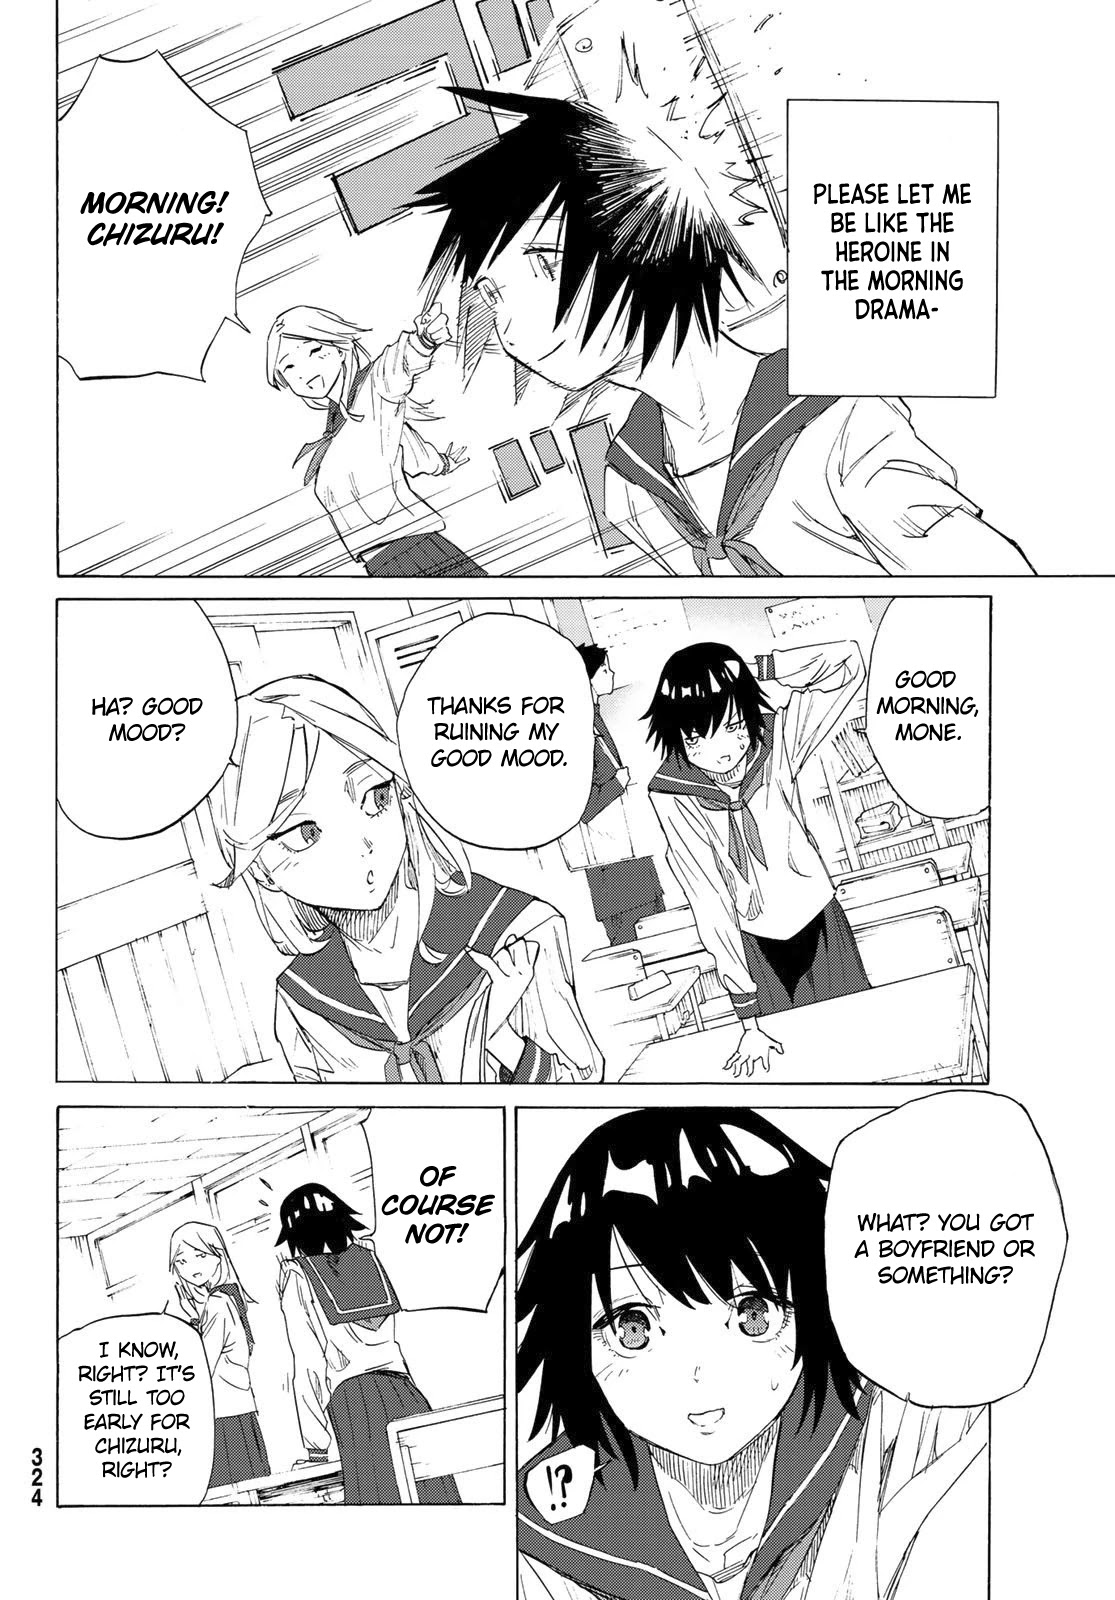 PLEASE LET ME
BE LIKE THE
HEROINE IN
THE MORNING
DRAMA-
MORNING!
CHIZURU!
GOOD
MORNING,
MONE.
THANKS FOR
RUINING MY
GOOD MOOD.
HA? GOOD
MOOD?
WHAT? YOU GOT
A BOYFRIEND OR
SOMETHING?
!?
OF
COURSE
NOT!
I KNOW,
RIGHT? IT'S
STILL TOO
EARLY FOR
CHIZURU,
RIGHT?
324